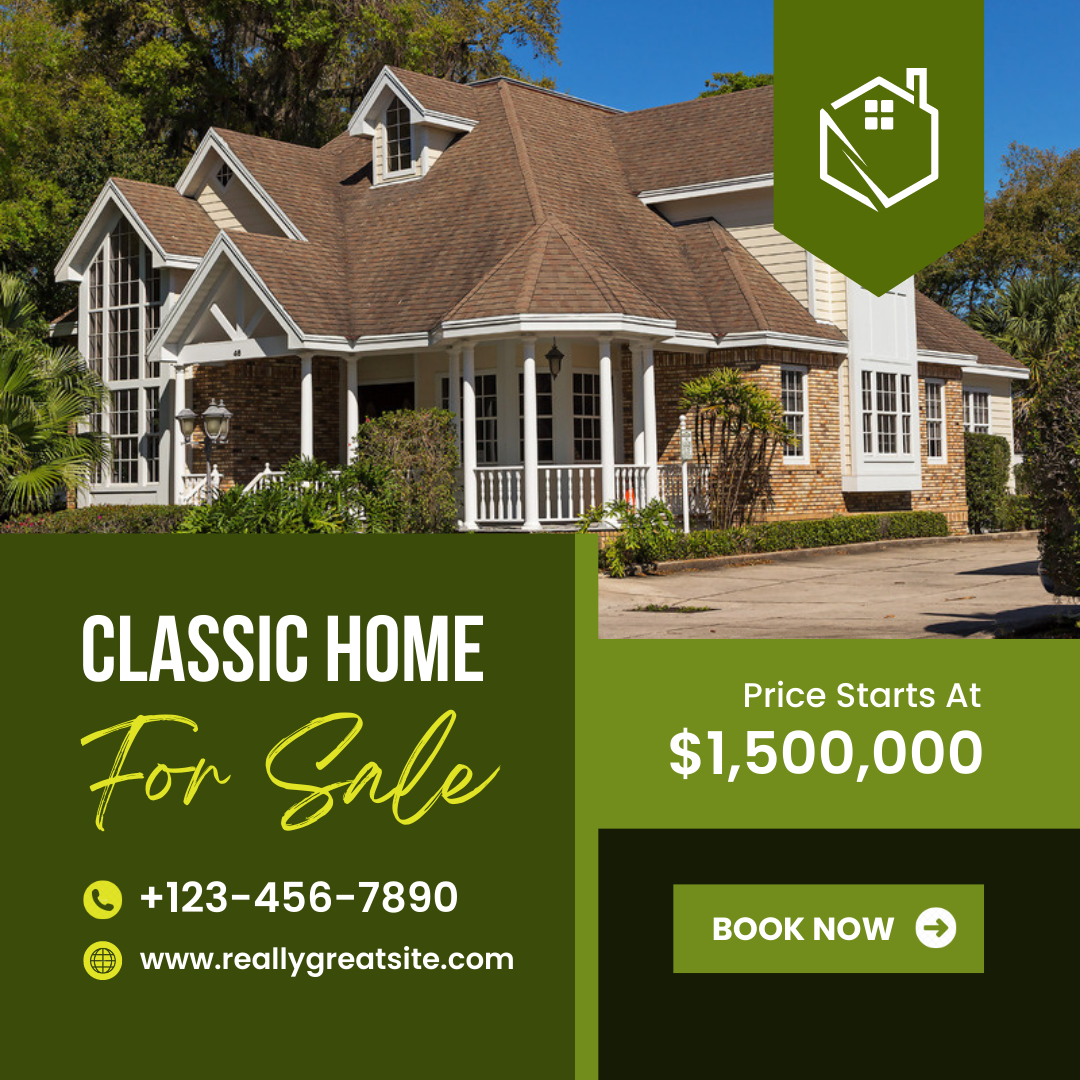 CLASSIC HOME
For Sale
+123-456-7890
www.reallygreatsite.com
Price Starts At
$1,500,000
BOOK NOW